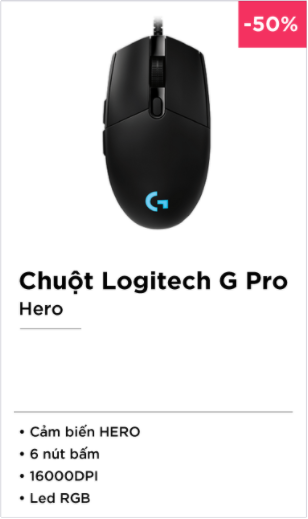 -50%
G
Chuột Logitech G Pro
Hero
• Cảm biến HERO
• 6 nút bấm
• 16000DPI
• Led RGB